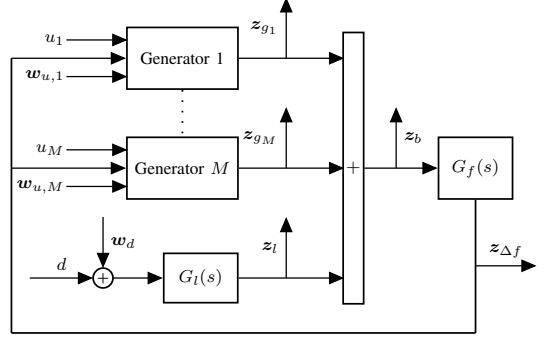 u_1
w_{u,1}
Generator 1
z_{g_1}
u_M
w_{u,M}
Generator M
z_{g_M}
+
z_b
G_f(s)
d
w_d
+
G_l(s)
z_l
z_{Δf}